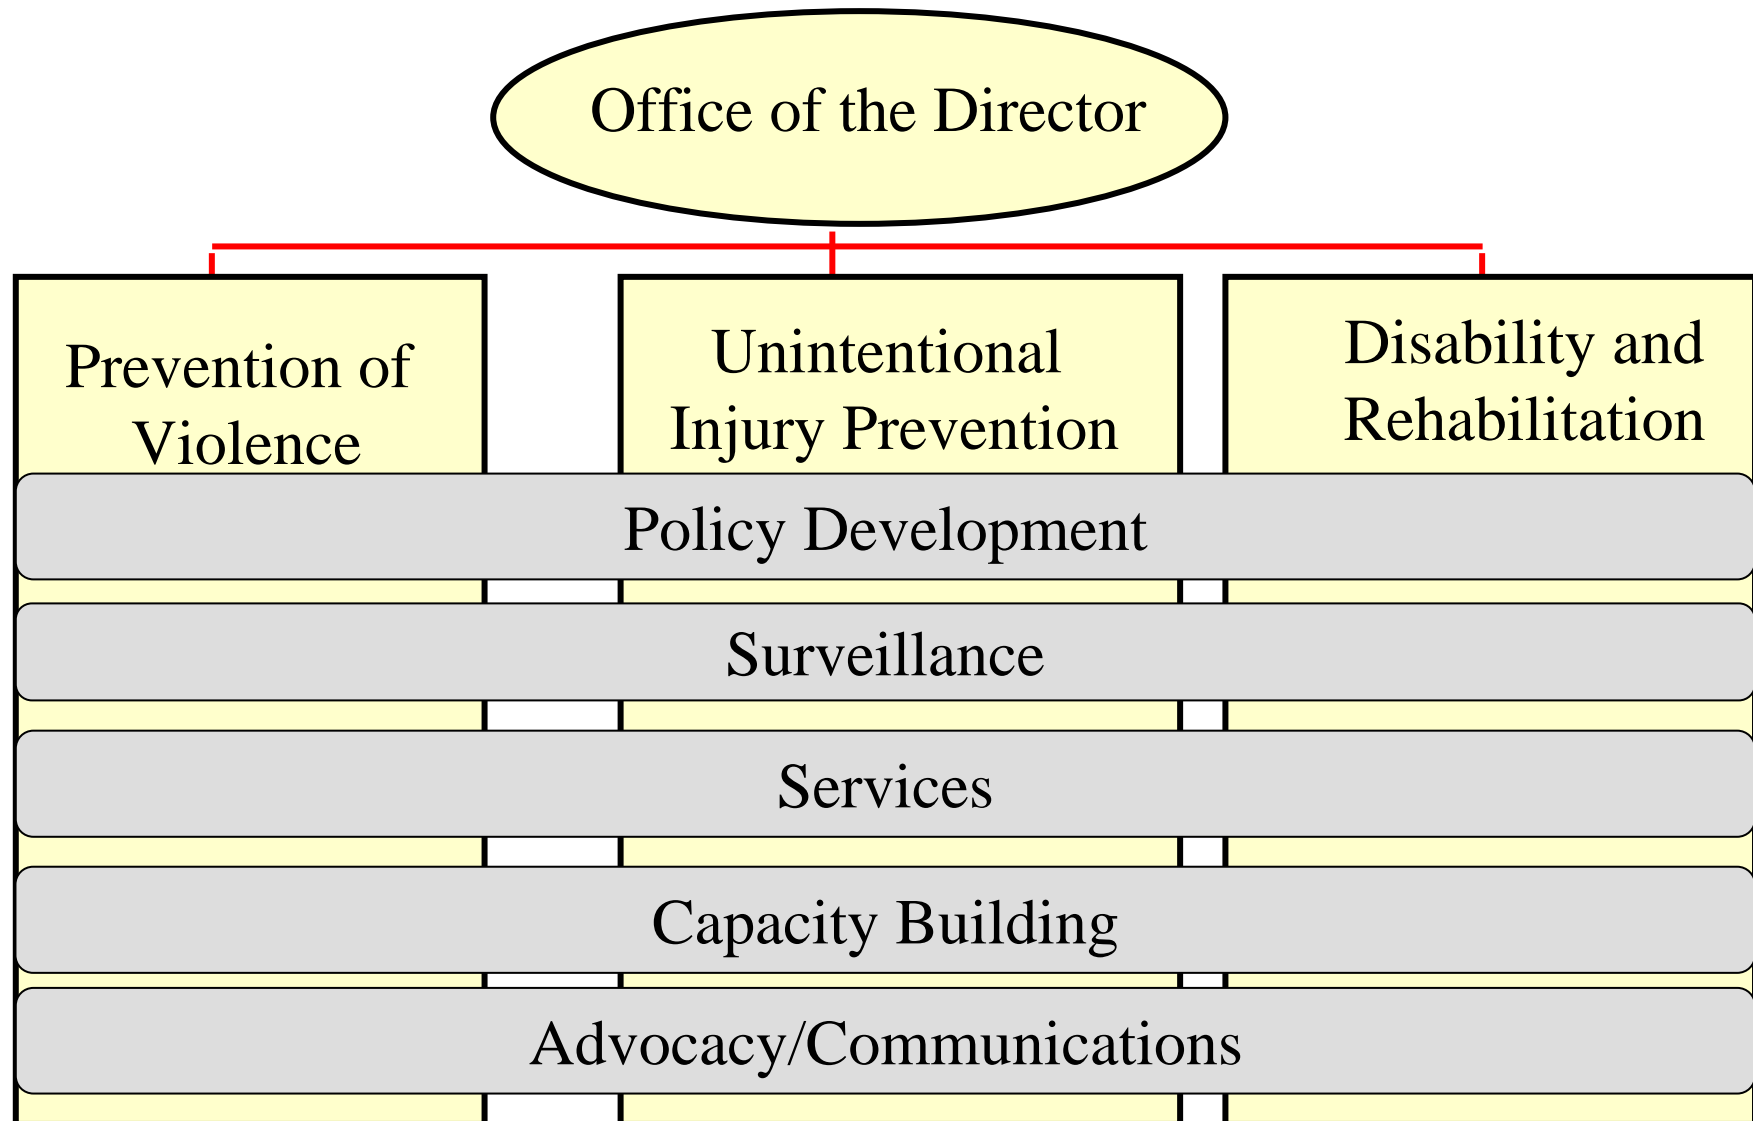 Office of the Director
Prevention of
Violence
Unintentional
Injury Prevention
Disability and
Rehabilitation
Policy Development
Surveillance
Services
Capacity Building
Advocacy/Communications